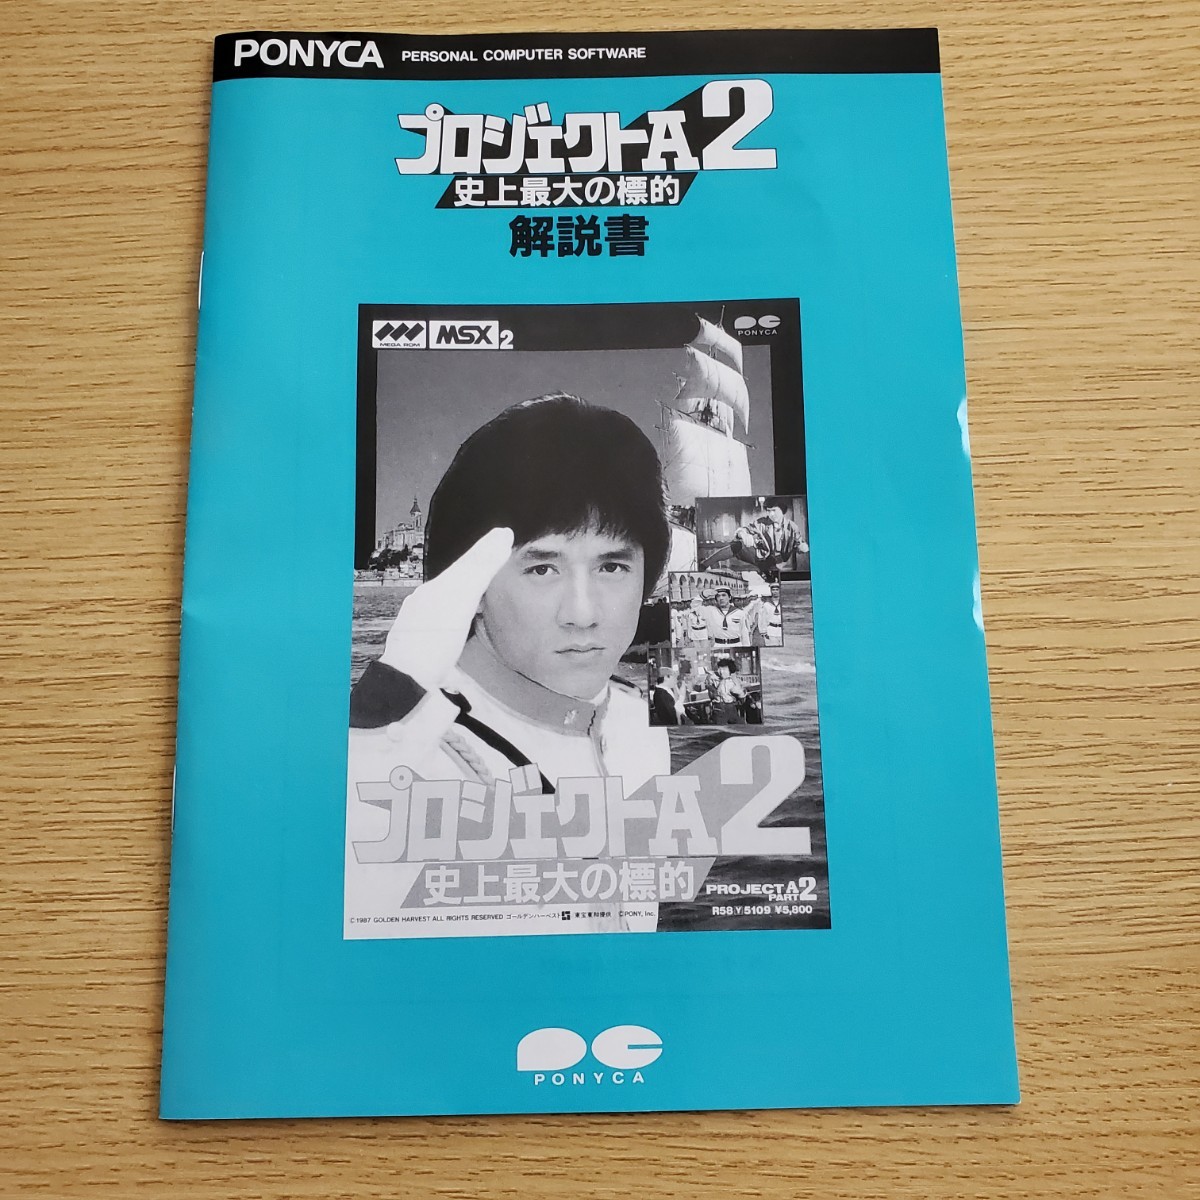 PONYCA PERSONAL COMPUTER SOFTWARE
プロジェクトA2
史上最大の標的
解説書
MEGA ROM
MSX2
PONYCA
プロジェクトA2
史上最大の標的
PROJECT A2
PART
R58Y5109 ¥5,800
©1987 GOLDEN HARVEST ALL RIGHTS RESERVED ゴールデンハーベスト 東宝東和提供 ©PONY, Inc.
PONYCA